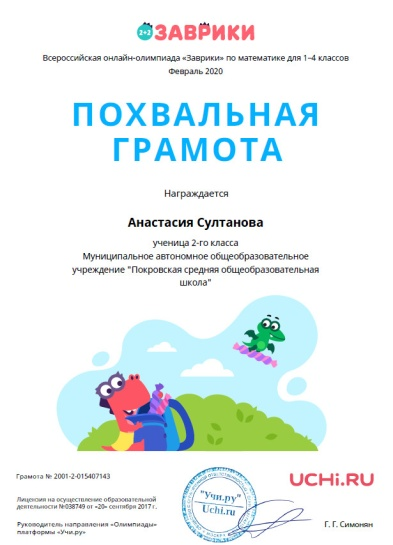 2+2 ЗАВРИКИ
Всероссийская онлайн-олимпиада «Заврики» по математике для 1–4 классов
Февраль 2020
ПОХВАЛЬНАЯ
ГРАМОТА
Награждается
Анастасия Султанова
ученица 2-го класса
Муниципальное автономное общеобразовательное
учреждение "Покровская средняя общеобразовательная
школа"
Грамота № 2001-2-015407143
UCHi.RU
Лицензия на осуществление образовательной
деятельности №038749 от «20» сентября 2017 г.
"Учи.ру"
Uchi.ru
Руководитель направления «Олимпиады»
платформы «Учи.ру»
Г. Г. Симонян